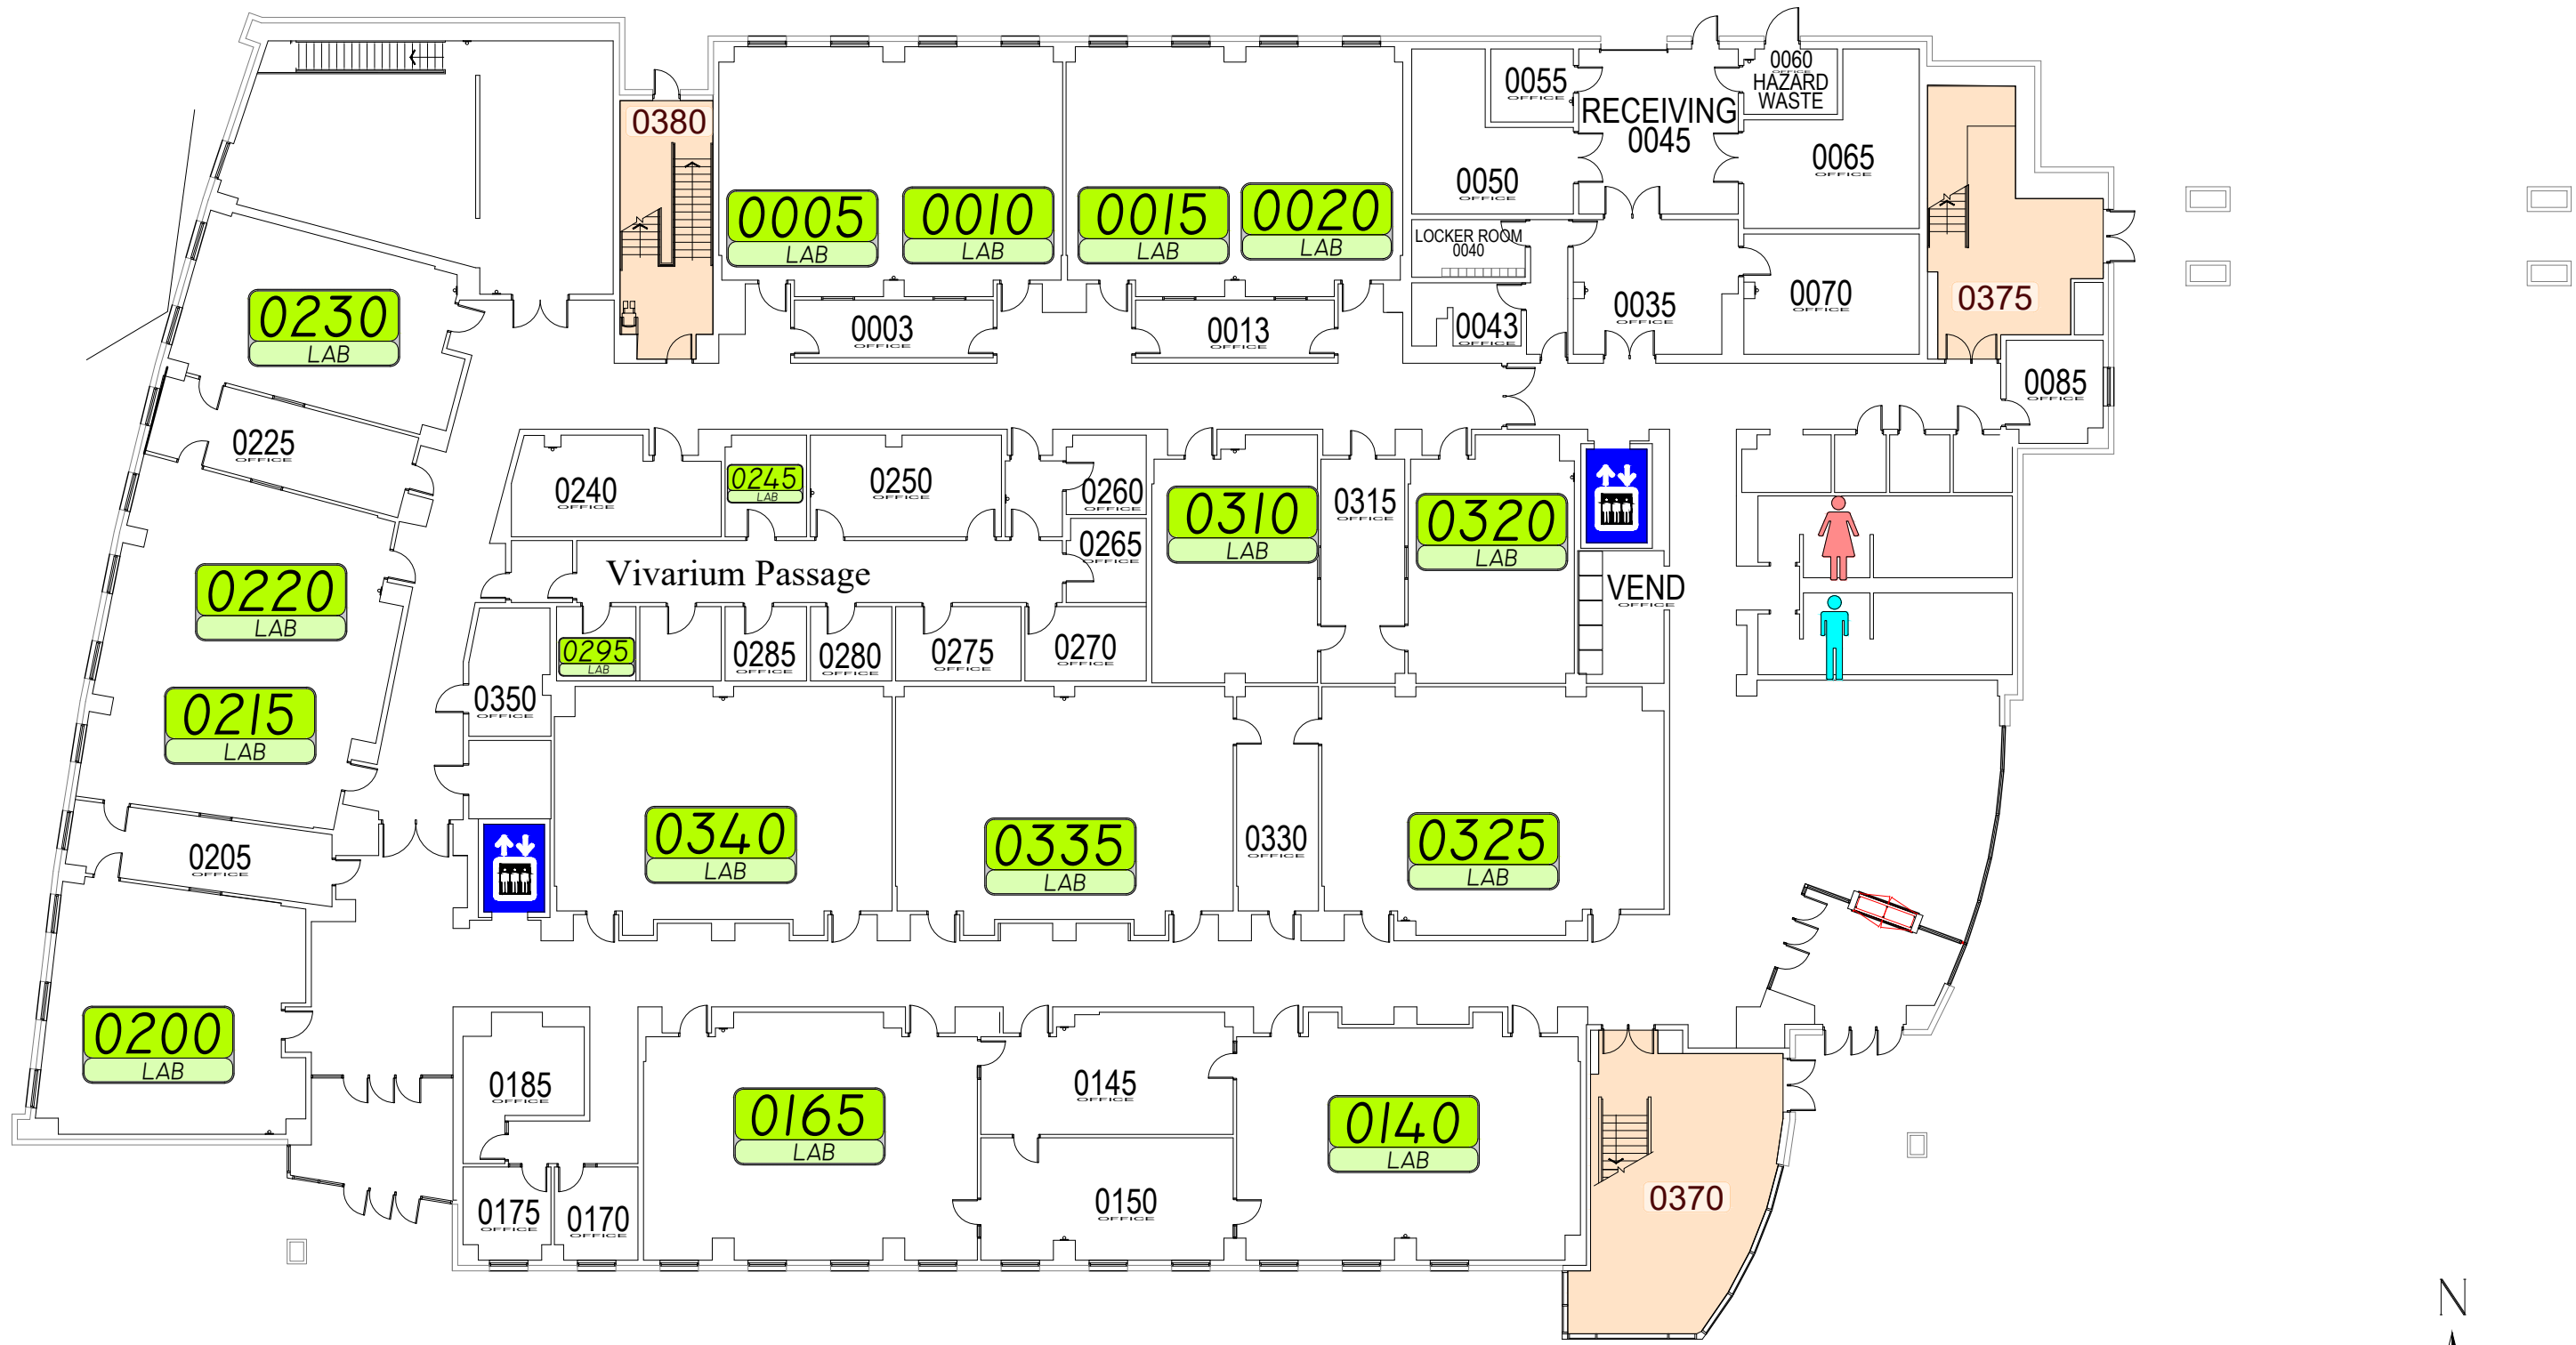 0060
OFFICE
HAZARD
WASTE
0055
OFFICE
RECEIVING
0045
0380
0065
OFFICE
0050
OFFICE
0005
LAB
0010
LAB
0015
LAB
0020
LAB
LOCKER ROOM
0040
0230
LAB
0003
OFFICE
0013
OFFICE
0043
OFFICE
0035
OFFICE
0070
OFFICE
0375
0085
OFFICE
0225
OFFICE
0240
OFFICE
0245
LAB
0250
OFFICE
0260
OFFICE
0265
OFFICE
0310
LAB
0315
OFFICE
0320
LAB
Vivarium Passage
VEND
OFFICE
0220
LAB
0215
LAB
0295
LAB
0285
OFFICE
0280
OFFICE
0275
OFFICE
0270
OFFICE
0350
OFFICE
0205
OFFICE
0340
LAB
0335
LAB
0330
OFFICE
0325
LAB
0200
LAB
0185
OFFICE
0165
LAB
0145
OFFICE
0140
LAB
0175
OFFICE
0170
OFFICE
0150
OFFICE
0370
N